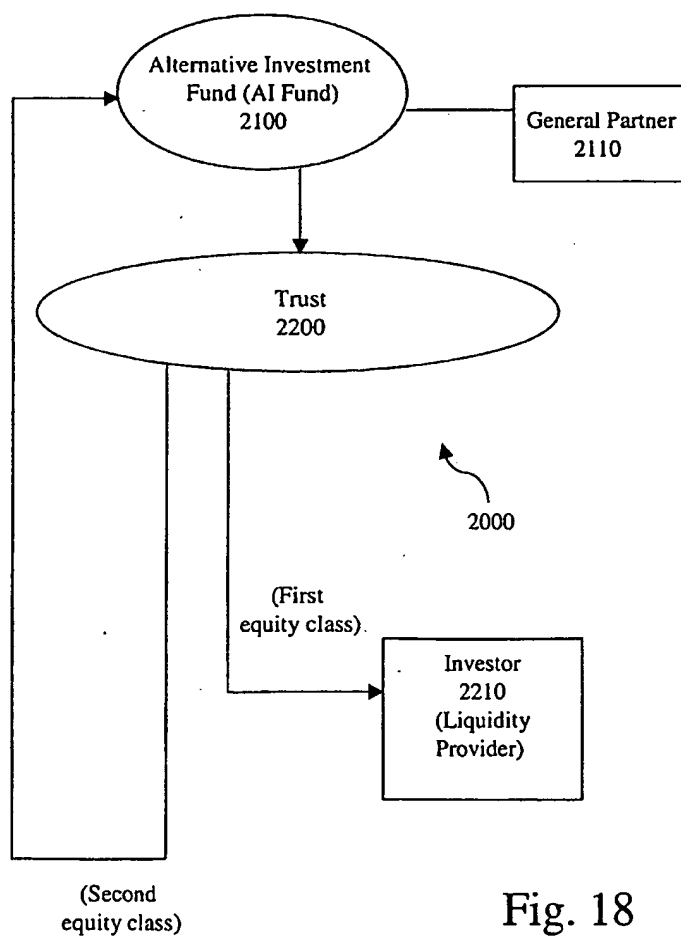 Alternative Investment
Fund (AI Fund)
2100
General Partner
2110
Trust
2200
2000
(First
equity class)
Investor
2210
(Liquidity
Provider)
(Second
equity class)
Fig. 18